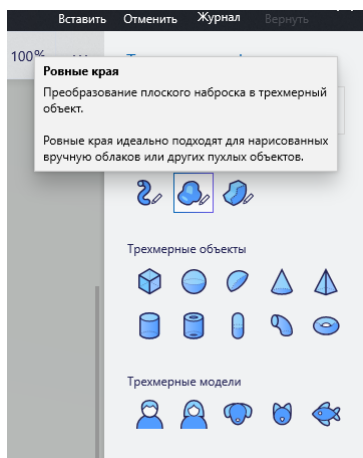 Вставить Отменить Журнал Вернуть
100%
Ровные края
Преобразование плоского наброска в трехмерный
объект.
Ровные края идеально подходят для нарисованных
вручную облаков или других пухлых объектов.
Трехмерные объекты
Трехмерные модели